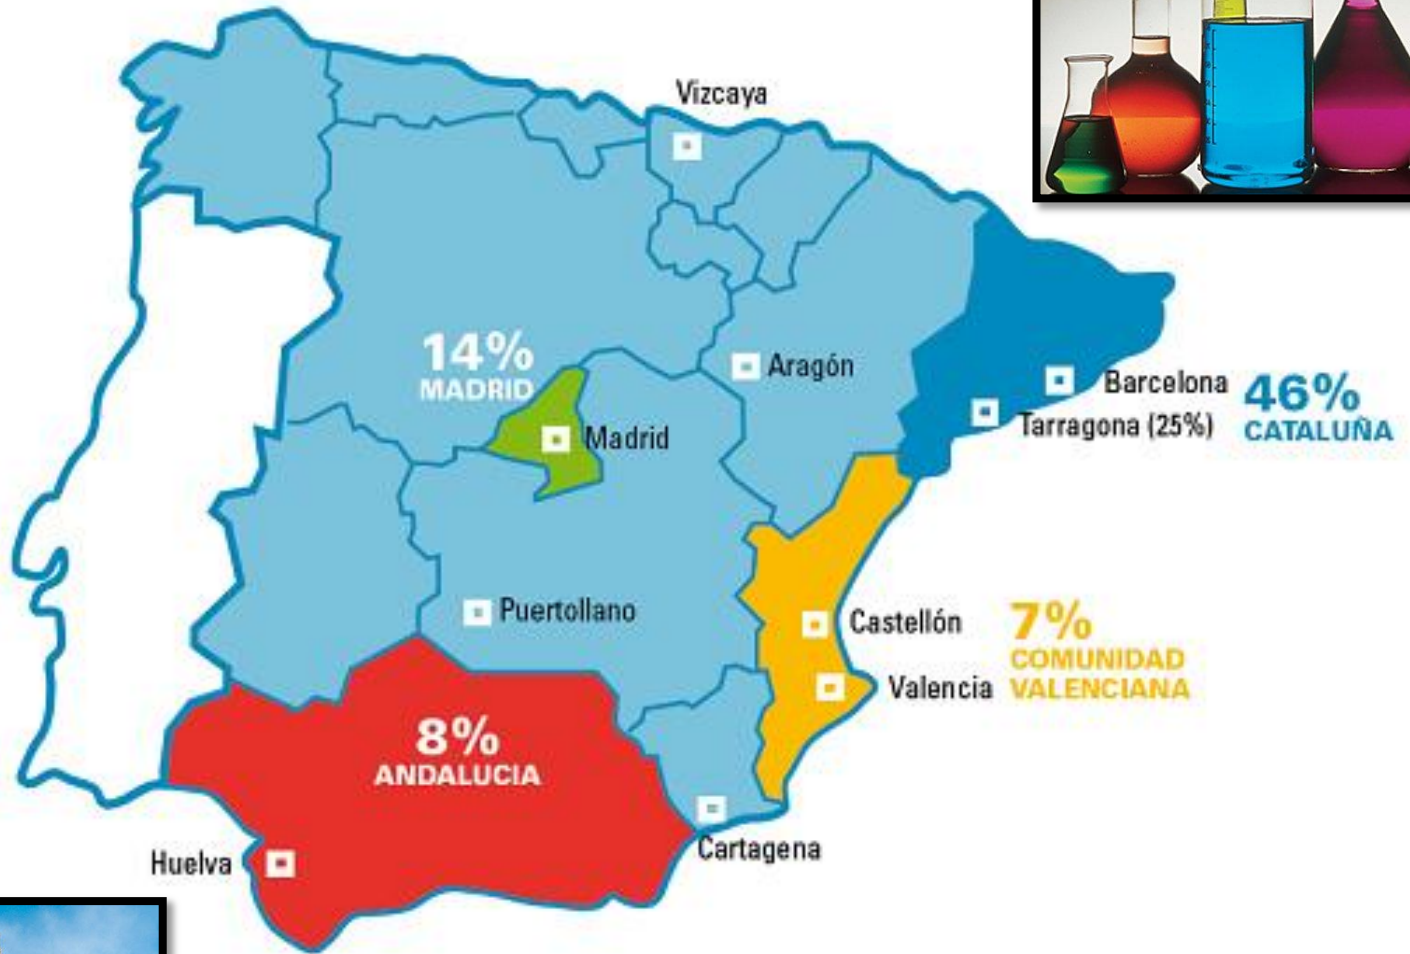 Vizcaya
14%
MADRID
Madrid
Aragón
Barcelona
Tarragona (25%)
46%
CATALUÑA
Puertollano
Castellón
Valencia
7%
COMUNIDAD
VALENCIANA
8%
ANDALUCIA
Huelva
Cartagena